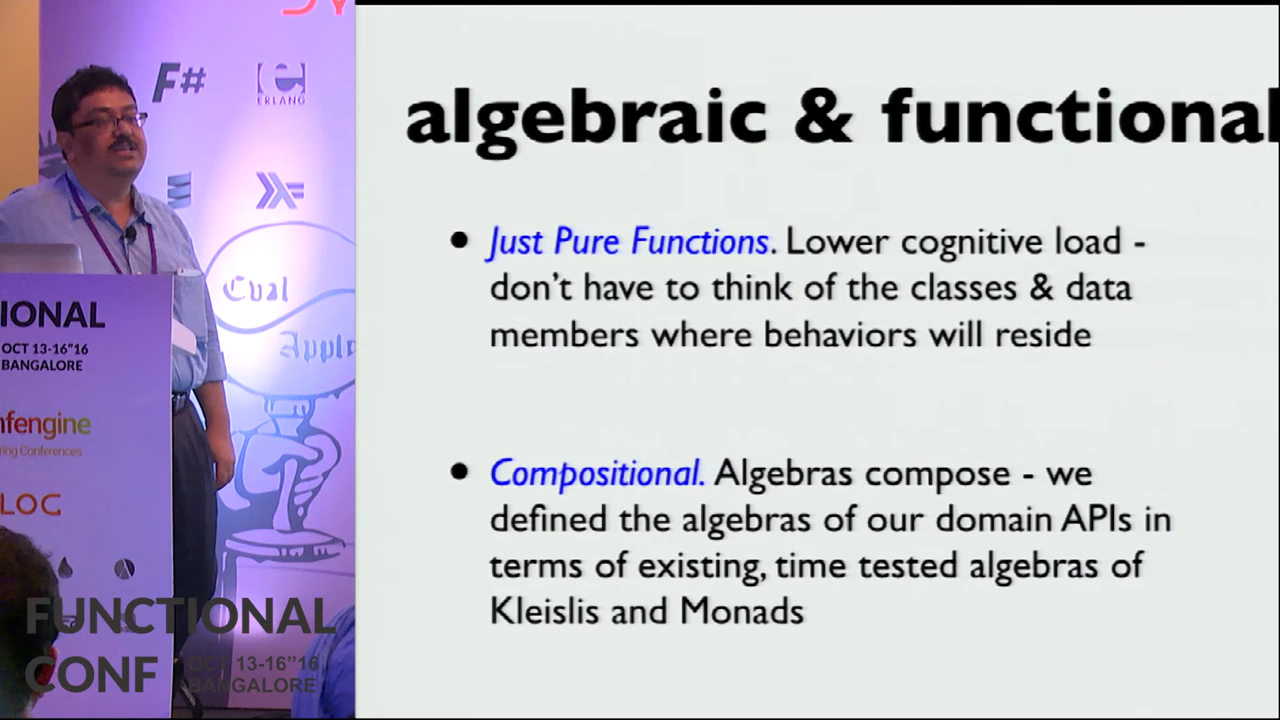 F#
ERLANG
Eval
Apply
IONAL
OCT 13-16"16
BANGALORE
nfengine
ring Conferences
LOC
FUNCTIONAL
CONF
OCT 13-16"16
BANGALORE
algebraic & functional
• Just Pure Functions. Lower cognitive load -
don't have to think of the classes & data
members where behaviors will reside
• Compositional. Algebras compose - we
defined the algebras of our domain APIs in
terms of existing, time tested algebras of
Kleislis and Monads